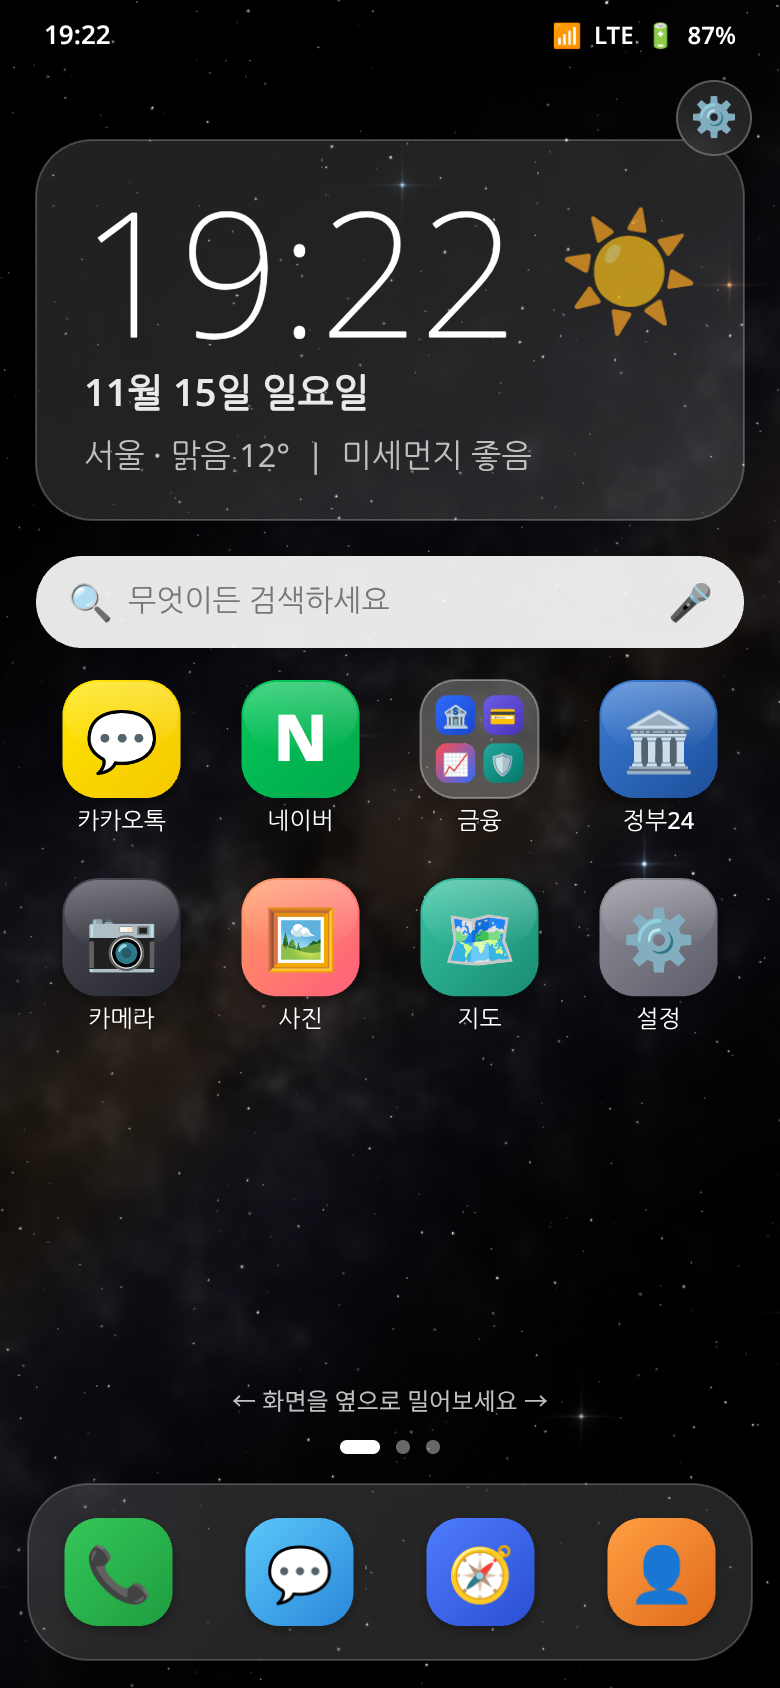 19:22
LTE 87%
19:22
11월 15일 일요일
서울 · 맑음 12° | 미세먼지 좋음
무엇이든 검색하세요
N
카카오톡 네이버 금융 정부24
카메라 사진 지도 설정
← 화면을 옆으로 밀어보세요 →